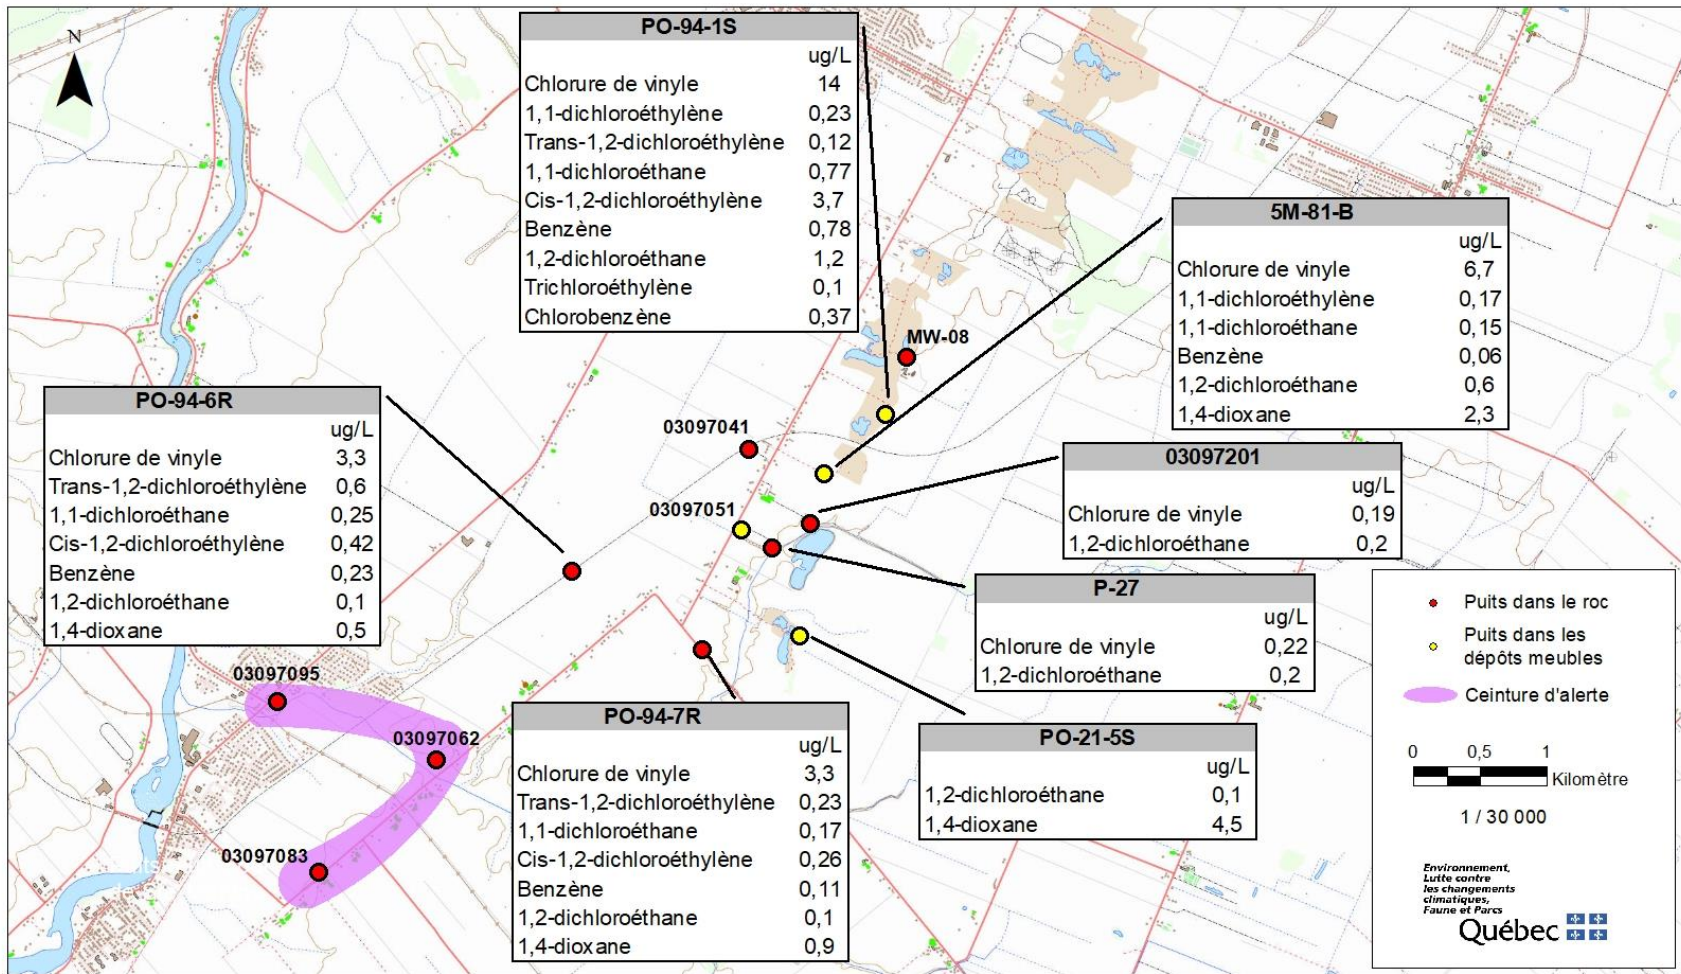 N
PO-94-1S
ug/L
Chlorure de vinyle 14
1,1-dichloroéthylène 0,23
Trans-1,2-dichloroéthylène 0,12
1,1-dichloroéthane 0,77
Cis-1,2-dichloroéthylène 3,7
Benzène 0,78
1,2-dichloroéthane 1,2
Trichloroéthylène 0,1
Chlorobenzène 0,37
5M-81-B
ug/L
Chlorure de vinyle 6,7
1,1-dichloroéthylène 0,17
1,1-dichloroéthane 0,15
Benzène 0,06
1,2-dichloroéthane 0,6
1,4-dioxane 2,3
MW-08
PO-94-6R
ug/L
Chlorure de vinyle 3,3
Trans-1,2-dichloroéthylène 0,6
1,1-dichloroéthane 0,25
Cis-1,2-dichloroéthylène 0,42
Benzène 0,23
1,2-dichloroéthane 0,1
1,4-dioxane 0,5
03097041
03097051
03097201
ug/L
Chlorure de vinyle 0,19
1,2-dichloroéthane 0,2
P-27
ug/L
Chlorure de vinyle 0,22
1,2-dichloroéthane 0,2
03097095
03097062
03097083
PO-94-7R
ug/L
Chlorure de vinyle 3,3
Trans-1,2-dichloroéthylène 0,23
1,1-dichloroéthane 0,17
Cis-1,2-dichloroéthylène 0,26
Benzène 0,11
1,2-dichloroéthane 0,1
1,4-dioxane 0,9
PO-21-5S
ug/L
1,2-dichloroéthane 0,1
1,4-dioxane 4,5
Puits dans le roc
Puits dans les
dépôts meubles
Ceinture d'alerte
0 0,5 1
Kilomètre
1 / 30 000
Environnement,
Lutte contre
les changements
climatiques,
Faune et Parcs
Québec